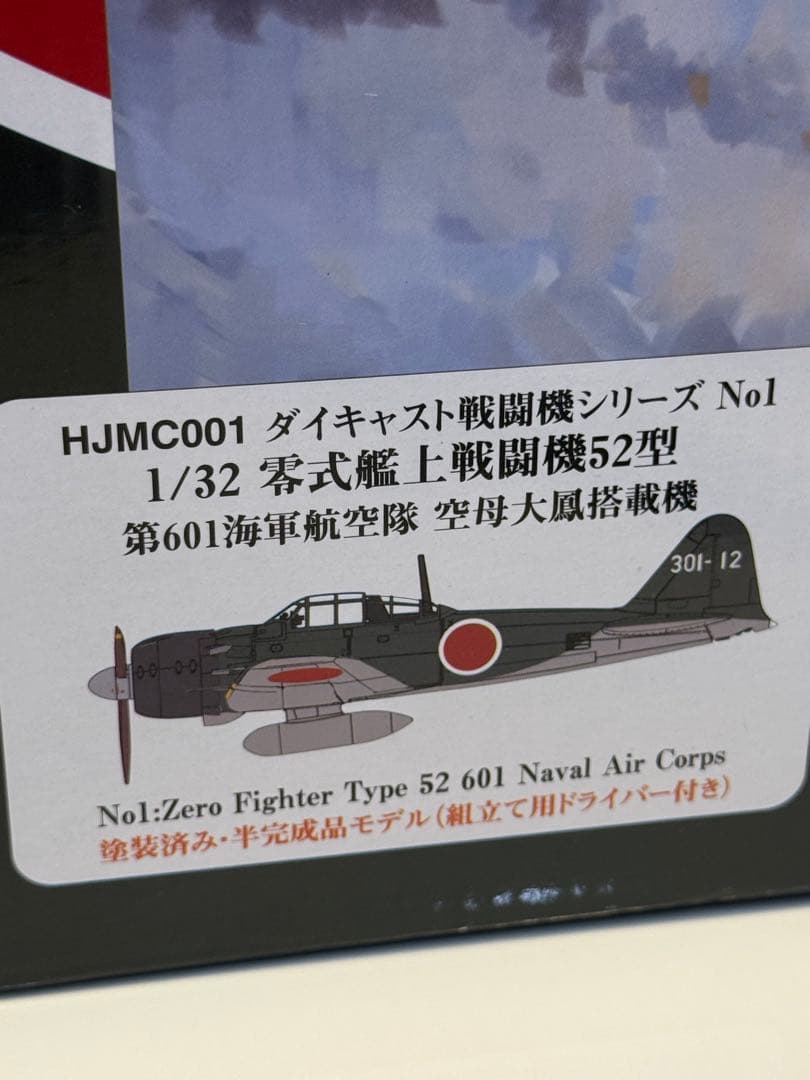 HJMC001 ダイキャスト戦闘機シリーズ No1
1/32 零式艦上戦闘機52型
第601海軍航空隊 空母大鳳搭載機
301-12
No1:Zero Fighter Type 52 601 Naval Air Corps
塗装済み・半完成品モデル(組立て用ドライバー付き)